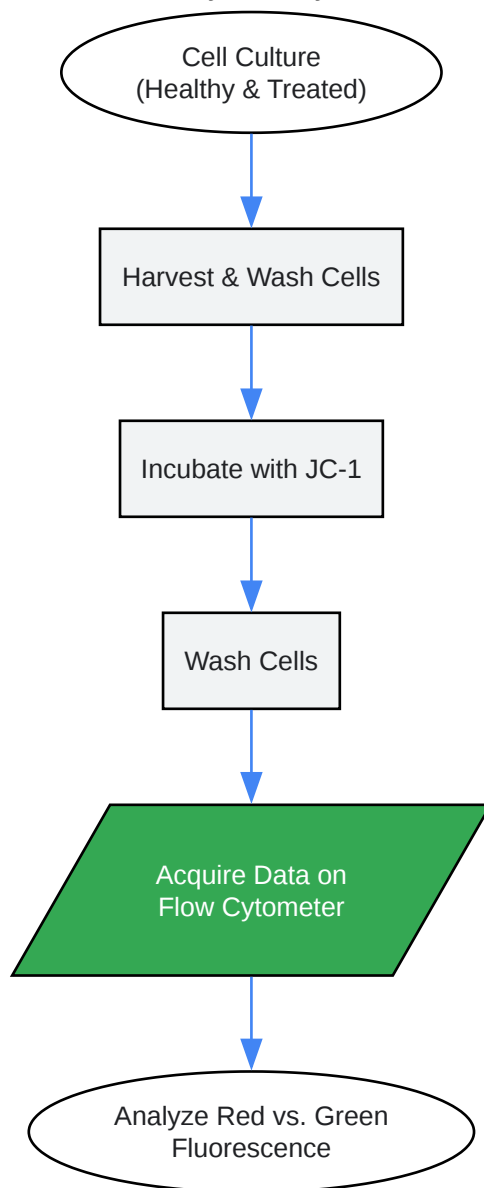 Cell Culture
(Healthy & Treated)
Harvest & Wash Cells
Incubate with JC-1
Wash Cells
Acquire Data on
Flow Cytometer
Analyze Red vs. Green
Fluorescence